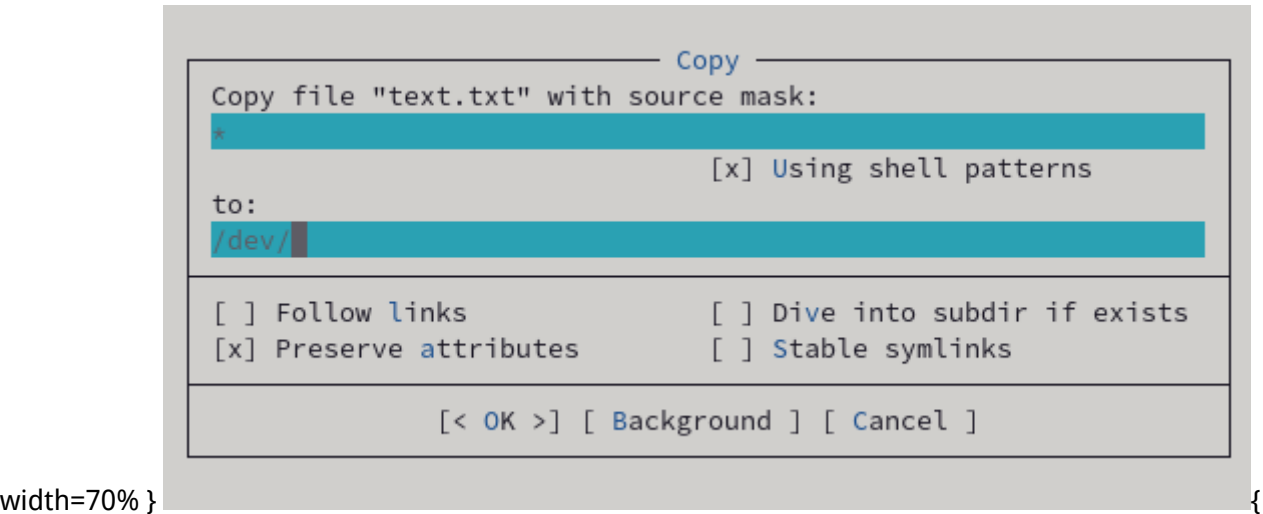 Copy
Copy file "text.txt" with source mask:
*
[x] Using shell patterns
to:
/dev/
[ ] Follow links [ ] Dive into subdir if exists
[x] Preserve attributes [ ] Stable symlinks
[< OK >] [ Background ] [ Cancel ]
width=70% } {